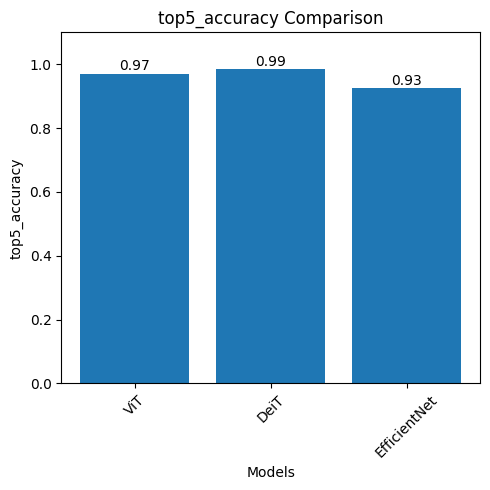 top5_accuracy Comparison
0.97
0.99
0.93
1.0
0.8
0.6
0.4
0.2
0.0
top5_accuracy
ViT
DeiT
EfficientNet
Models